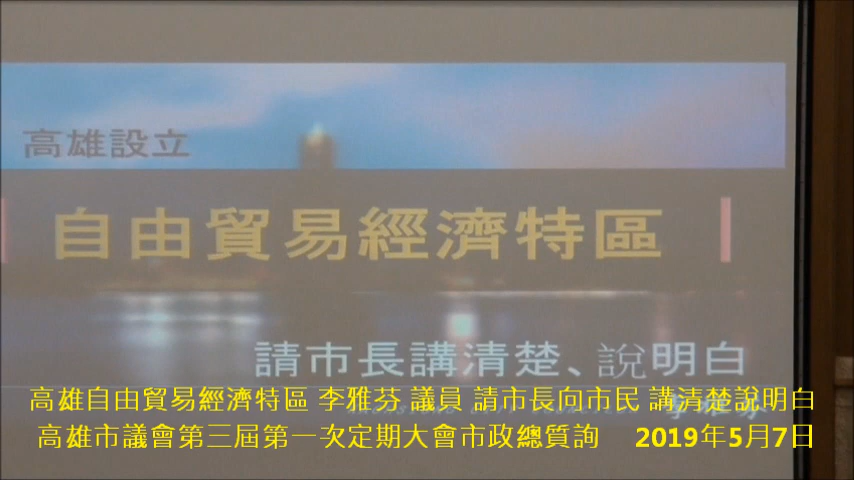 高雄設立
自由貿易經濟特區
請市長講清楚、說明白
高雄自由貿易經濟特區 李雅芬 議員 請市長向市民 講清楚說明白
高雄市議會第三屆第一次定期大會市政總質詢 2019年5月7日